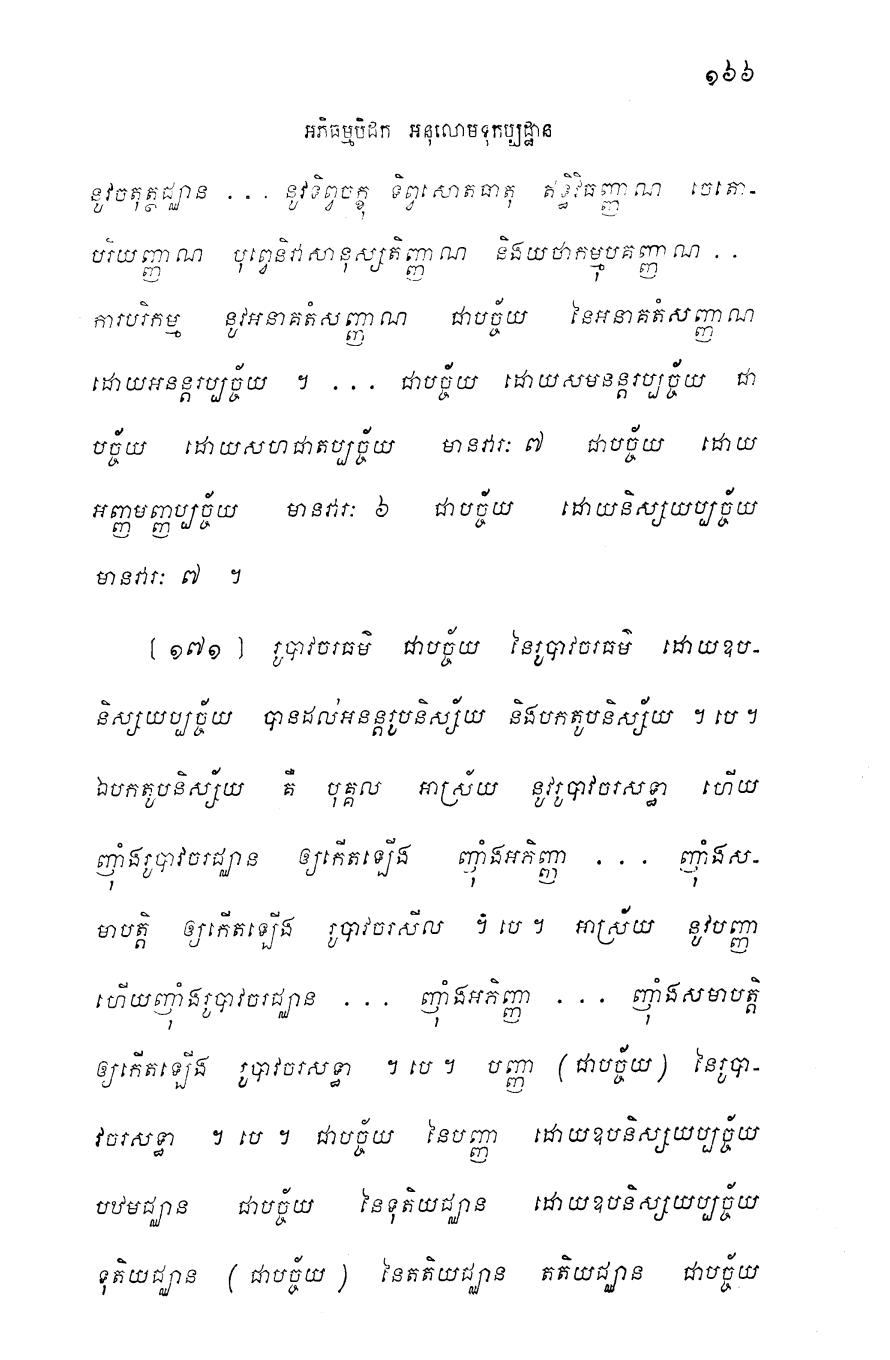 ១៦៦
អភិធម្មបិដក អនុលោមទុកប្បដ្ឋាន
នូវចតុត្ថជ្ឈាន . . . នូវទិព្វចក្ខុ ទិព្វសោតធាតុ ឥទ្ធិវិធញ្ញាណ ចេតោ-
បរិយញ្ញាណ បុព្វេនិវាសានុស្សតិញ្ញាណ និងយថាកម្មុបគញ្ញាណ . .
ការបរិកម្ម នូវអនាគតំសញ្ញាណ ជាបច្ច័យ នៃអនាគតំសញ្ញាណ
ដោយអនន្តរប្បច្ច័យ ។ . . . ជាបច្ច័យ ដោយសមនន្តរប្បច្ច័យ ជា
បច្ច័យ ដោយសហជាតប្បច្ច័យ មានវារៈ ៧ ជាបច្ច័យ ដោយ
អញ្ញមញ្ញប្បច្ច័យ មានវារៈ ៦ ជាបច្ច័យ ដោយនិស្សយប្បច្ច័យ
មានវារៈ ៧ ។
[ ១៧១ ] រូបាវចរធម៌ ជាបច្ច័យ នៃរូបាវចរធម៌ ដោយឧប-
និស្សយប្បច្ច័យ បានដល់អនន្តរូបនិស្ស័យ និងបកតូបនិស្ស័យ ។ បេ ។
ឯបកតូបនិស្ស័យ គឺ បុគ្គល អាស្រ័យ នូវរូបាវចរសទ្ធា ហើយ
ញុំាងរូបាវចរជ្ឈាន ឲ្យកើតឡើង ញុំាងអភិញ្ញា . . . ញុំាងស-
មាបត្តិ ឲ្យកើតឡើង រូបាវចរសីល ។ បេ ។ អាស្រ័យ នូវបញ្ញា
ហើយញុំាងរូបាវចរជ្ឈាន . . . ញុំាងអភិញ្ញា . . . ញុំាងសមាបត្តិ
ឲ្យកើតឡើង រូបាវចរសទ្ធា ។ បេ ។ បញ្ញា (ជាបច្ច័យ) នៃរូបា-
វចរសទ្ធា ។ បេ ។ ជាបច្ច័យ នៃបញ្ញា ដោយឧបនិស្សយប្បច្ច័យ
បឋមជ្ឈាន ជាបច្ច័យ នៃទុតិយជ្ឈាន ដោយឧបនិស្សយប្បច្ច័យ
ទុតិយជ្ឈាន (ជាបច្ច័យ) នៃតតិយជ្ឈាន តតិយជ្ឈាន ជាបច្ច័យ